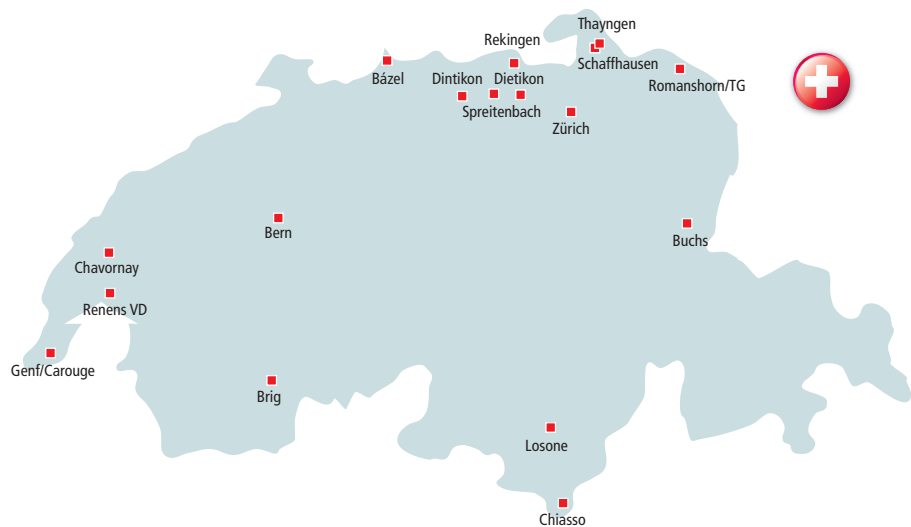 Thayngen
Rekingen
Schaffhausen
Bázel
Dintikon
Dietikon
Romanshorn/TG
Spreitenbach
Zürich
Bern
Buchs
Chavornay
Renens VD
Genf/Carouge
Brig
Losone
Chiasso